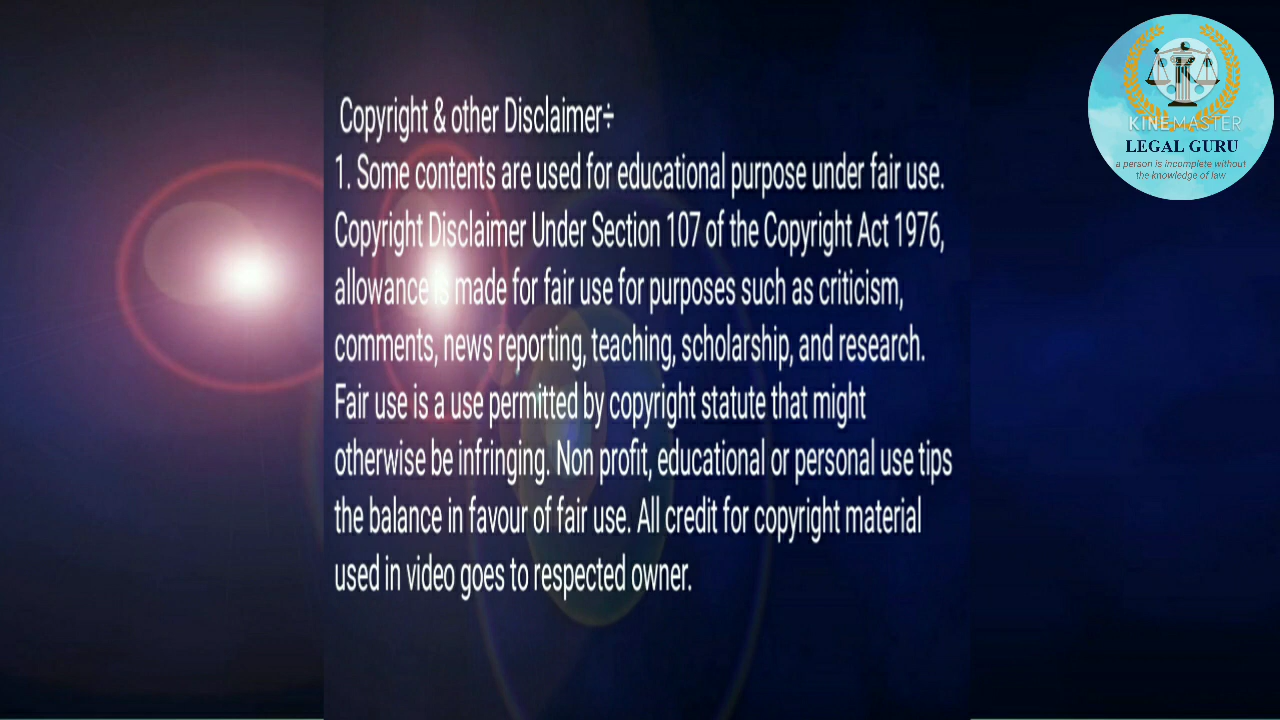 Copyright & other Disclaimer÷
1. Some contents are used for educational purpose under fair use.
Copyright Disclaimer Under Section 107 of the Copyright Act 1976,
allowance is made for fair use for purposes such as criticism,
comments, news reporting, teaching, scholarship, and research.
Fair use is a use permitted by copyright statute that might
otherwise be infringing. Non profit, educational or personal use tips
the balance in favour of fair use. All credit for copyright material
used in video goes to respected owner.
KINEMASTER
LEGAL GURU
a person is incomplete without
the knowledge of law